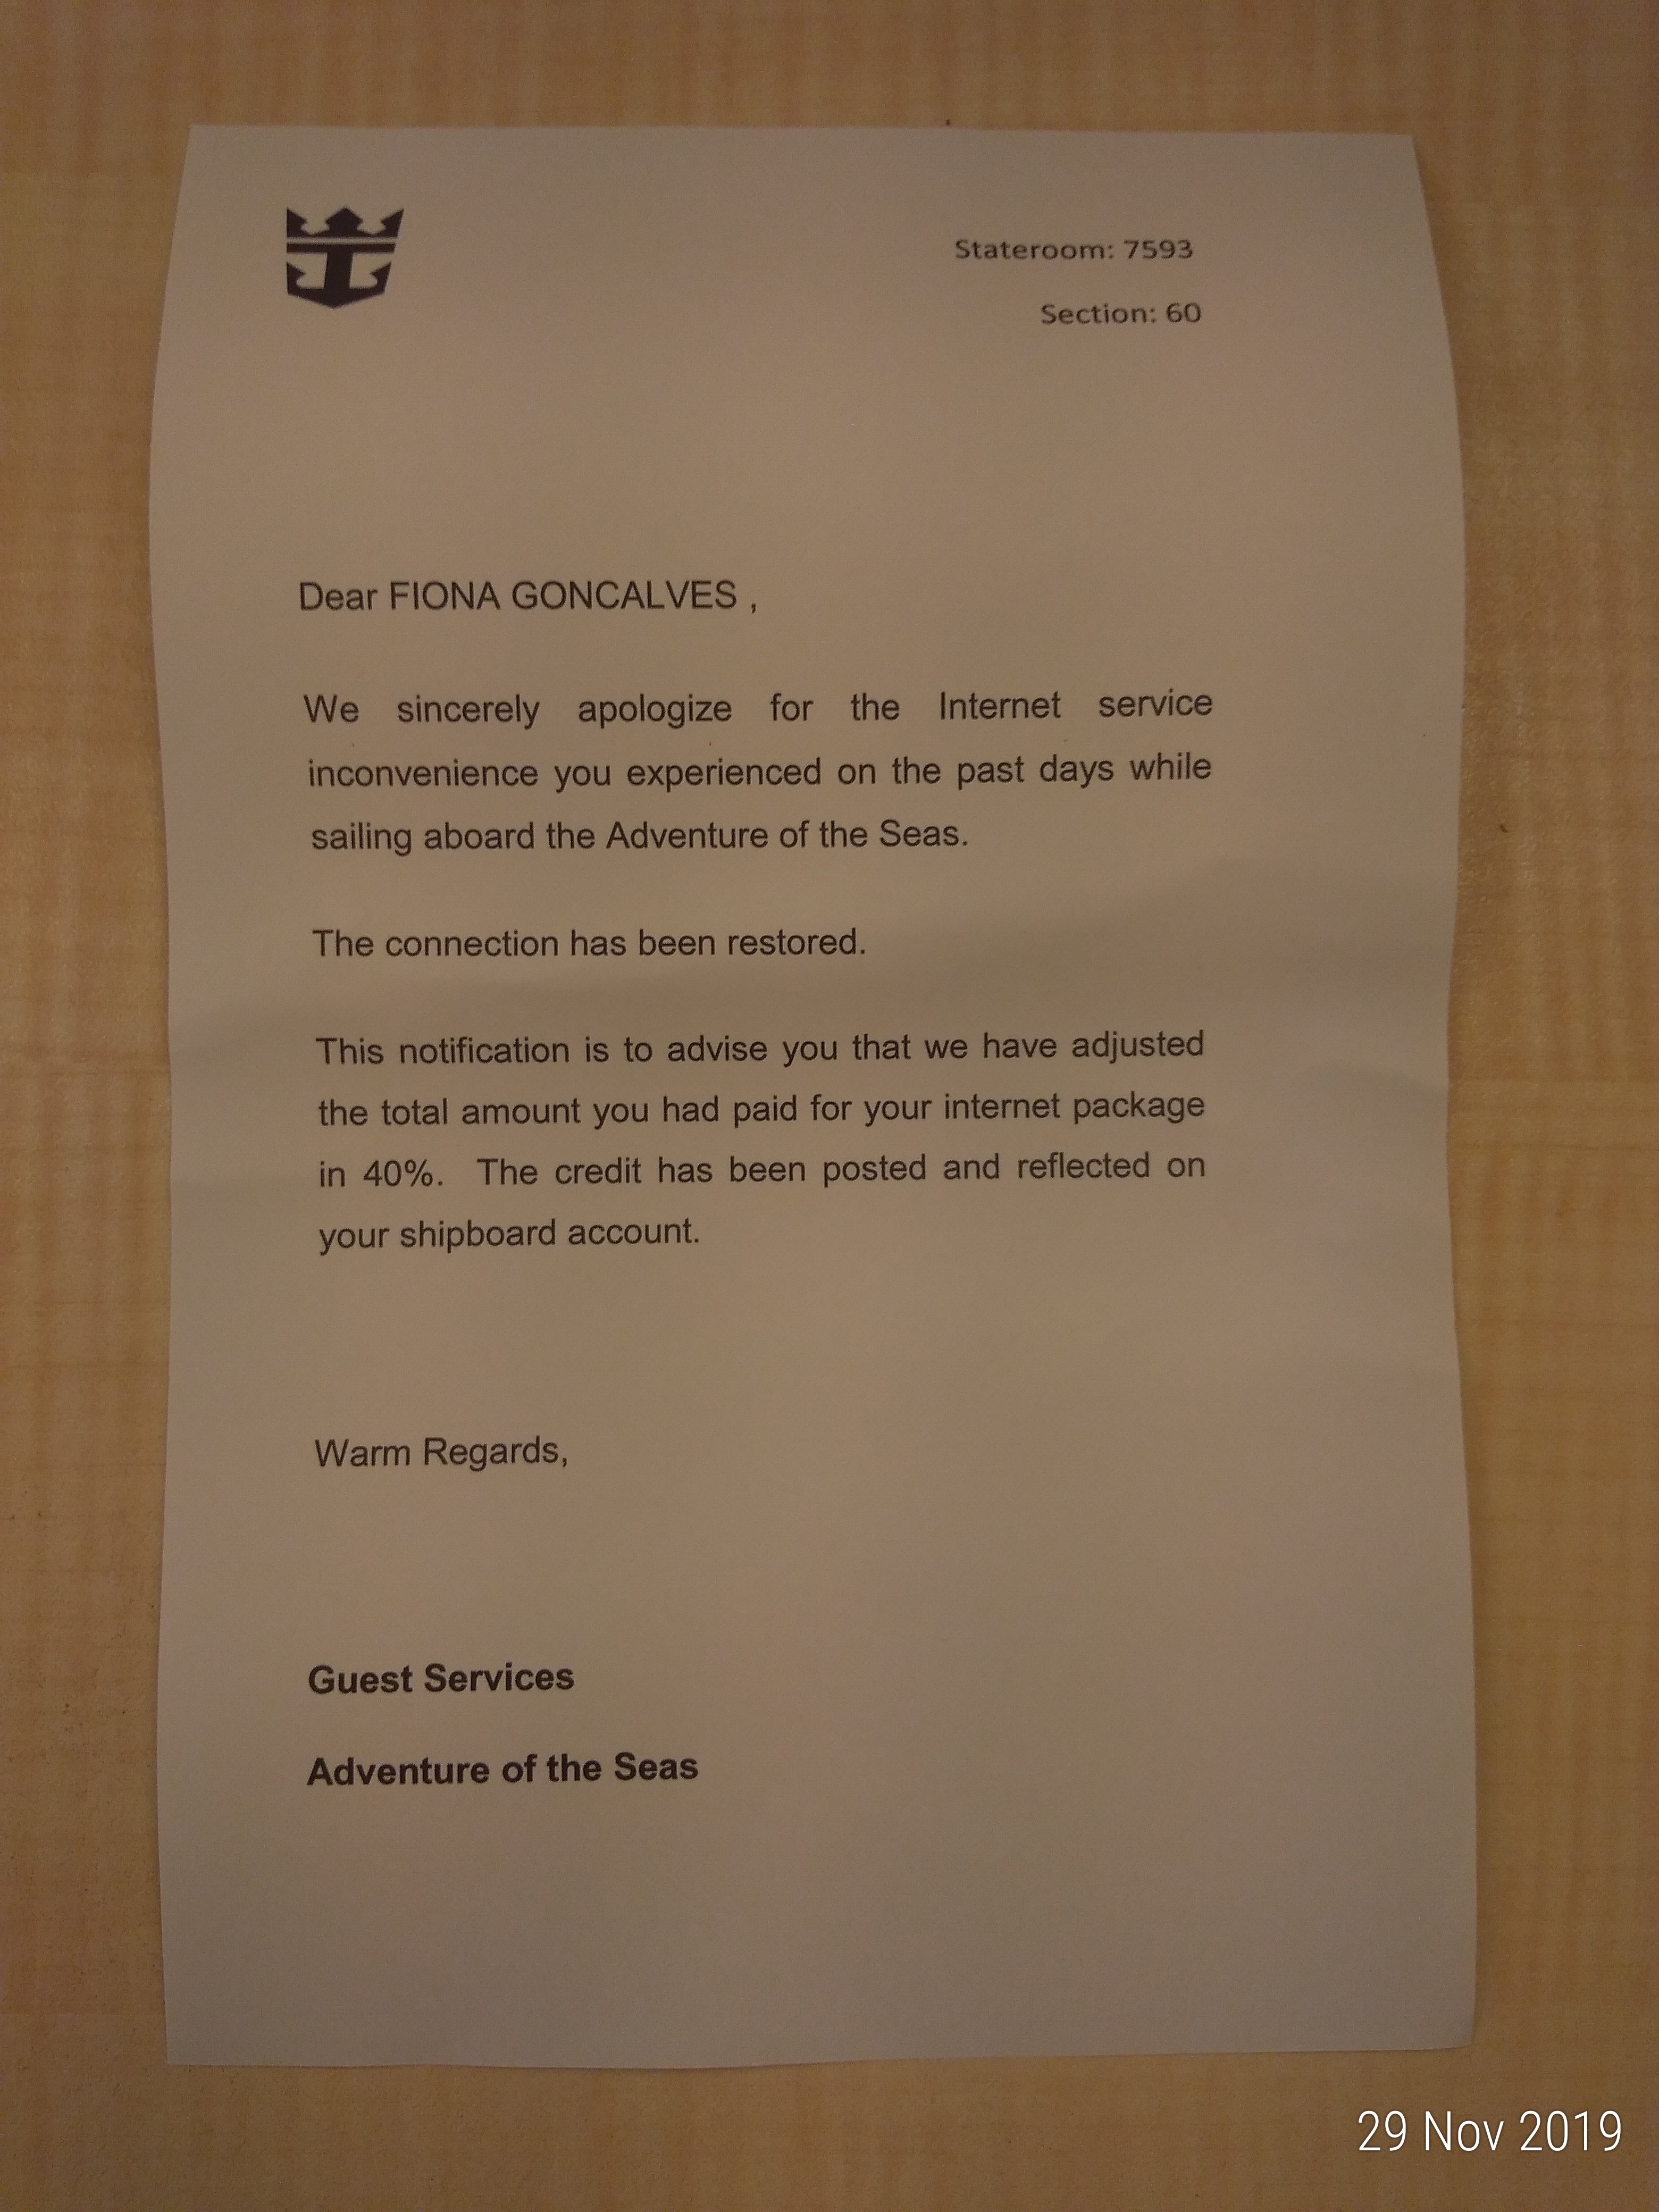 Stateroom: 7593
Section: 60
Dear FIONA GONCALVES ,
We sincerely apologize for the Internet service
inconvenience you experienced on the past days while
sailing aboard the Adventure of the Seas.
The connection has been restored.
This notification is to advise you that we have adjusted
the total amount you had paid for your internet package
in 40%.  The credit has been posted and reflected on
your shipboard account.
Warm Regards,
Guest Services
Adventure of the Seas
29 Nov 2019